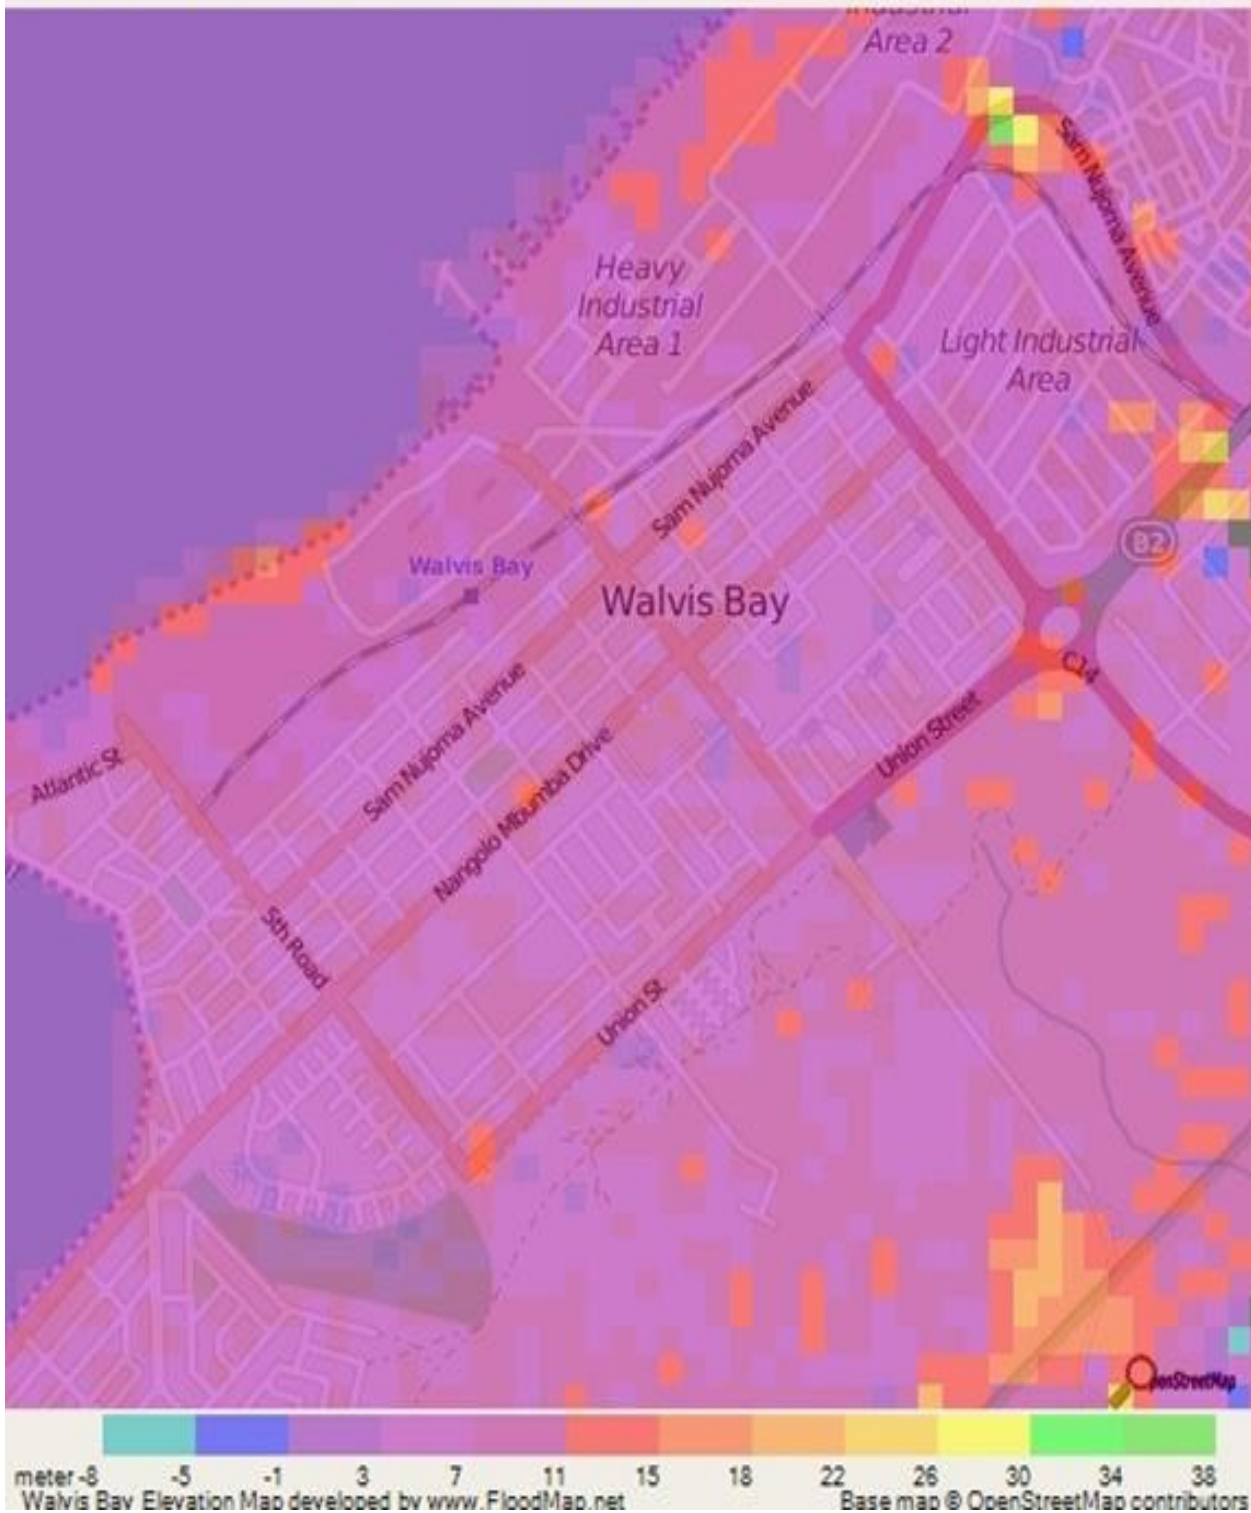 Industrial
Area 2
Sam Nujoma Avenue
Heavy
Industrial
Area 1
Light Industrial
Area
Sam Nujoma Avenue
B2
Walvis Bay
Walvis Bay
C14
Sam Nujoma Avenue
Union Street
Nangolo Mbumba Drive
Atlantic St
5th Road
Union St
OpenStreetMap
meter -8 -5 -1 3 7 11 15 18 22 26 30 34 38
Walvis Bay Elevation Map developed by www.FloodMap.net
Base map © OpenStreetMap contributors